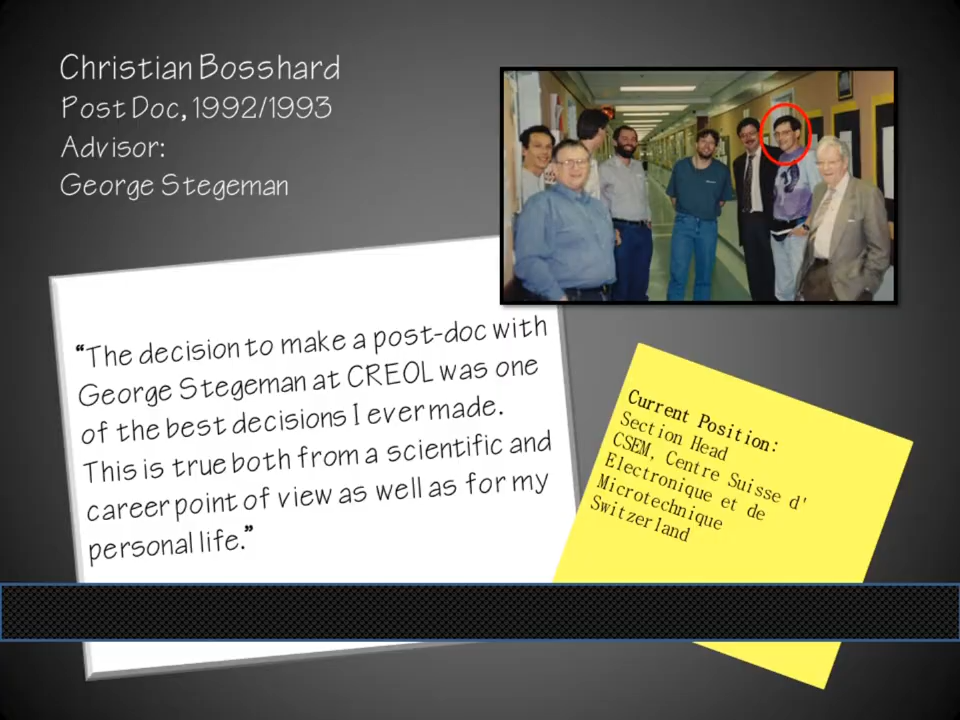 Christian Bosshard
Post Doc, 1992/1993
Advisor:
George Stegeman
“The decision to make a post-doc with
George Stegeman at CREOL was one
of the best decisions I ever made.
This is true both from a scientific and
career point of view as well as for my
personal life.”
Current Position:
Section Head
CSEM, Centre Suisse d'
Electronique et de
Microtechnique
Switzerland